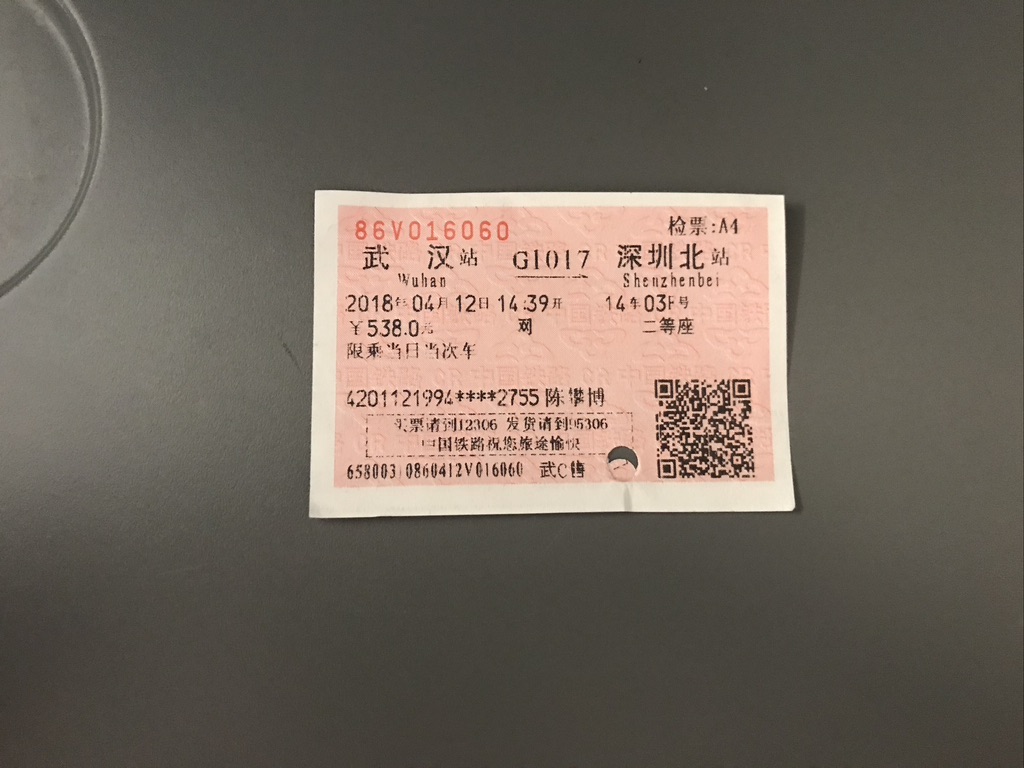 86V016060 检票:A4
武汉站 G1017 深圳北站
Wuhan Shenzhenbei
2018年04月12日14:39开 14车03F号
￥538.0元 网 二等座
限乘当日当次车
4201121994****2755 陈攀博
买票请到12306 发货请到95306
中国铁路祝您旅途愉快
65800310860412V016060 武C售